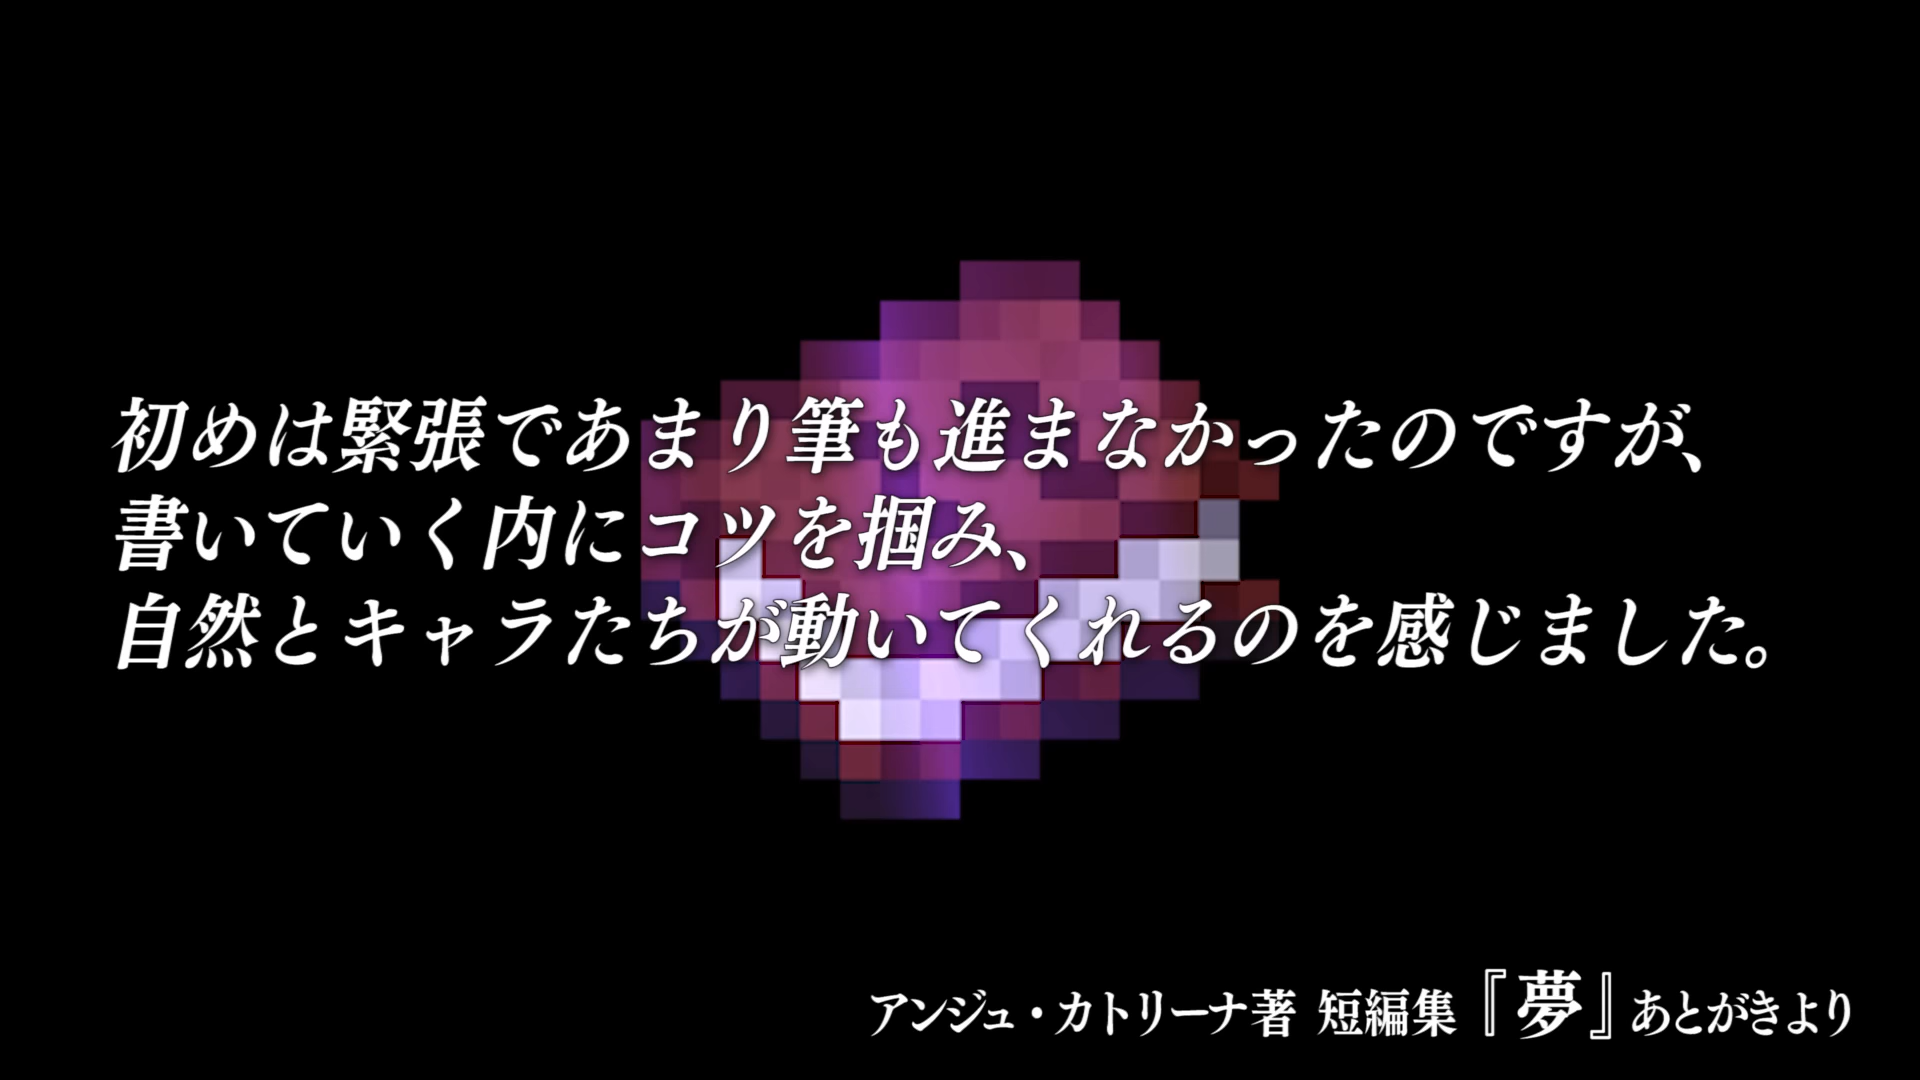 初めは緊張であまり筆も進まなかったのですが、
書いていく内にコツを掴み、
自然とキャラたちが動いてくれるのを感じました。
アンジュ・カトリーナ著 短編集『夢』あとがきより